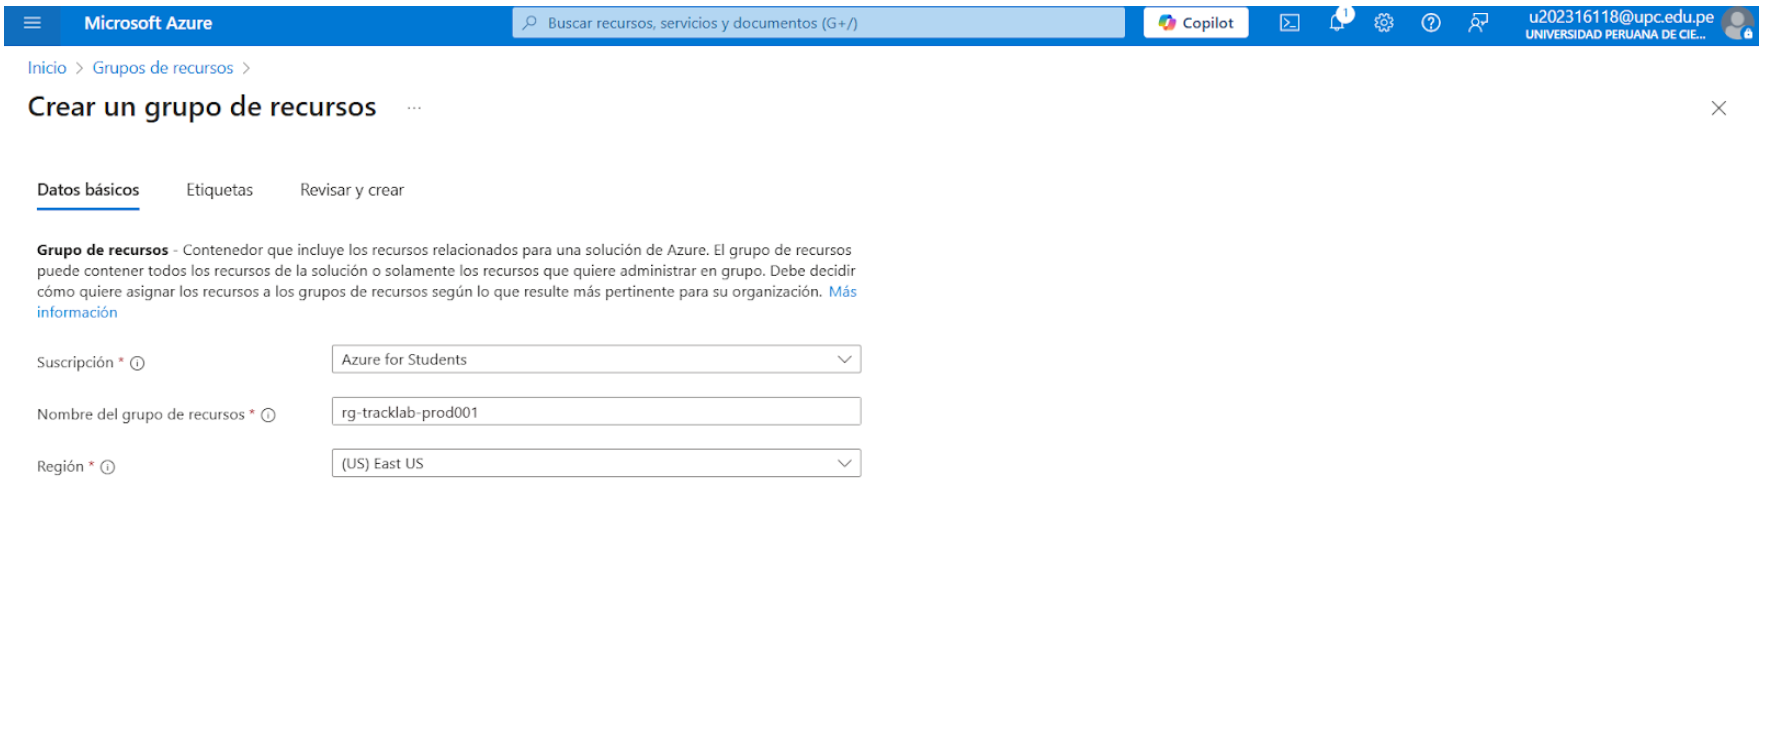 Microsoft Azure
Buscar recursos, servicios y documentos (G+/)
Copilot
1
u202316118@upc.edu.pe
UNIVERSIDAD PERUANA DE CIE...
Inicio > Grupos de recursos >
Crear un grupo de recursos ...
Datos básicos Etiquetas Revisar y crear
Grupo de recursos - Contenedor que incluye los recursos relacionados para una solución de Azure. El grupo de recursos
puede contener todos los recursos de la solución o solamente los recursos que quiere administrar en grupo. Debe decidir
cómo quiere asignar los recursos a los grupos de recursos según lo que resulte más pertinente para su organización. Más
información
Suscripción * Azure for Students
Nombre del grupo de recursos * rg-tracklab-prod001
Región * (US) East US